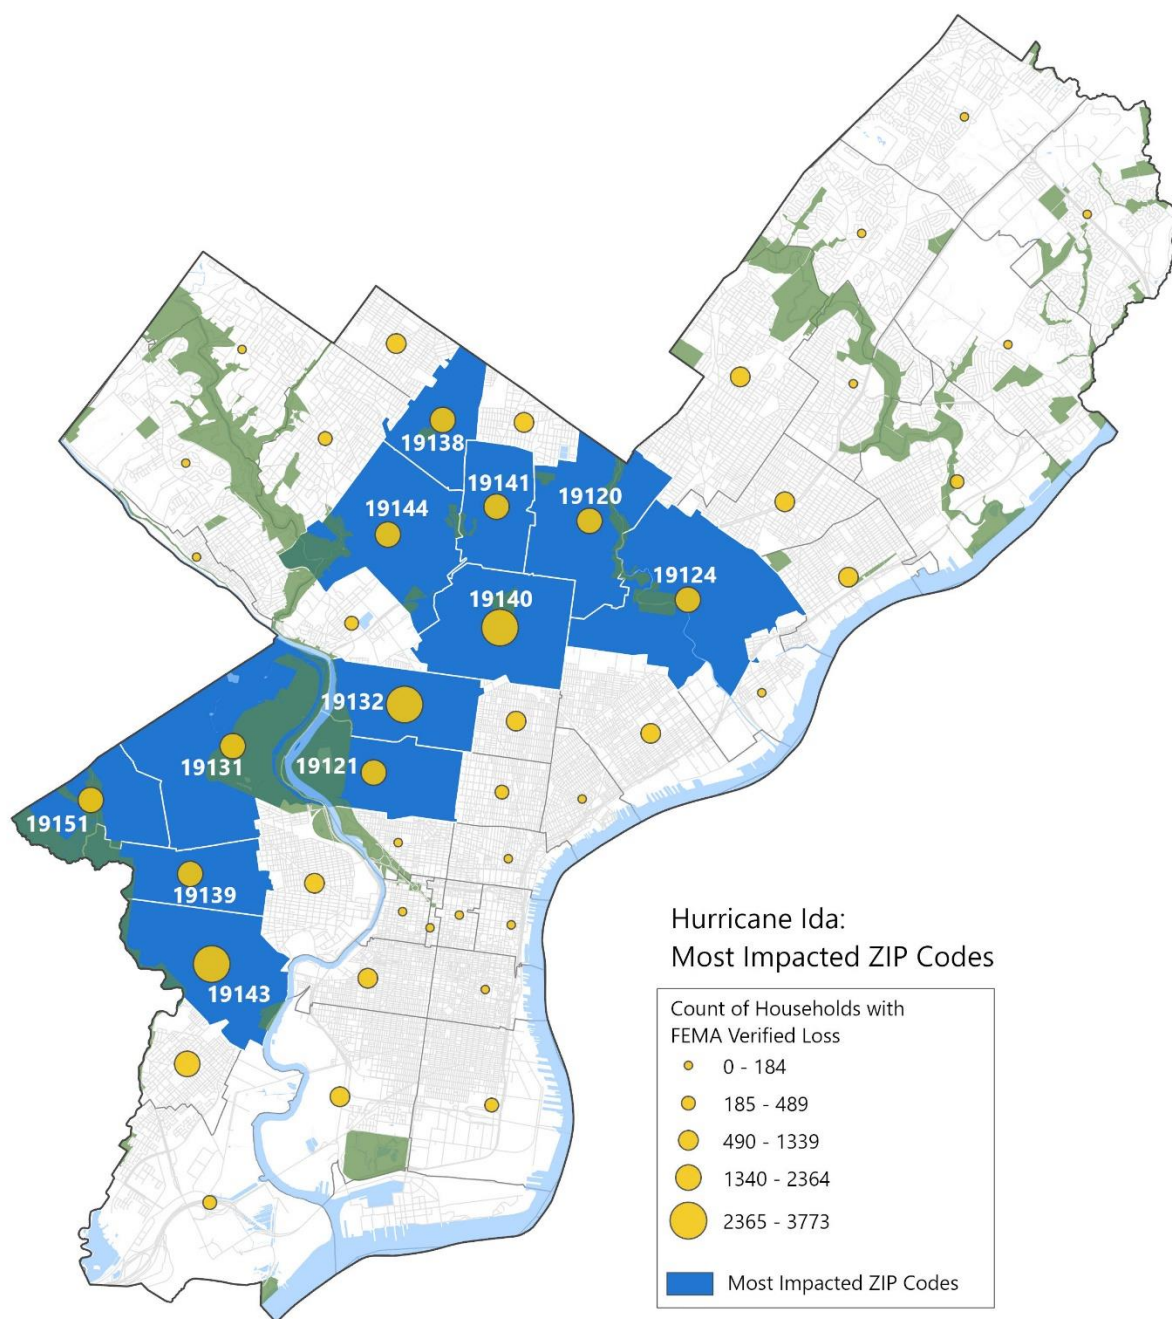 19138
19141
19120
19144
19124
19140
19132
19131
19121
19151
19139
19143
Hurricane Ida:
Most Impacted ZIP Codes
Count of Households with
FEMA Verified Loss
0 - 184
185 - 489
490 - 1339
1340 - 2364
2365 - 3773
Most Impacted ZIP Codes